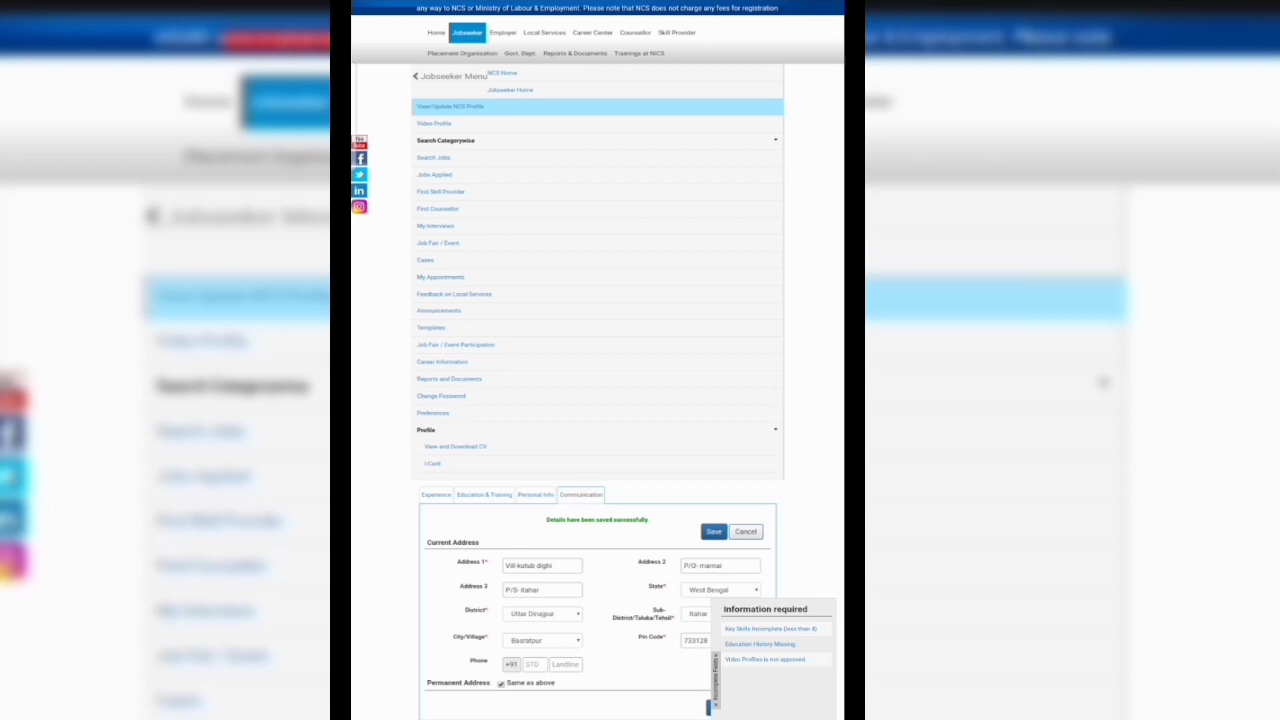 any way to NCS or Ministry of Labour & Employment. Please note that NCS does not charge any fees for registration
Home Jobseeker Employer Local Services Career Center Counsellor Skill Provider
Placement Organisation Govt. Dept. Reports & Documents Trainings at NICS
Jobseeker Menu NCS Home
Jobseeker Home
View/Update NCS Profile
Video Profile
Search Categorywise
Search Jobs
Jobs Applied
Find Skill Provider
Find Counsellor
My Interviews
Job Fair / Event
Cases
My Appointments
Feedback on Local Services
Announcements
Templates
Job Fair / Event Participation
Career Information
Reports and Documents
Change Password
Preferences
Profile
View and Download CV
I-Card
Experience Education & Training Personal Info Communication
Details have been saved successfully.
Save Cancel
Current Address
Address 1* Vill-kutub dighi Address 2 P/O- marnai
Address 3 P/S- itahar State* West Bengal
District* Uttar Dinajpur Sub-District/Taluka/Tehsil* Itahar
City/Village* Basratpur Pin Code* 733128
Phone +91 STD Landline
Permanent Address Same as above
Information required
Key Skills Incomplete (less than 4)
Education History Missing
Video Profiles is not approved
Incomplete Fields
You Tube